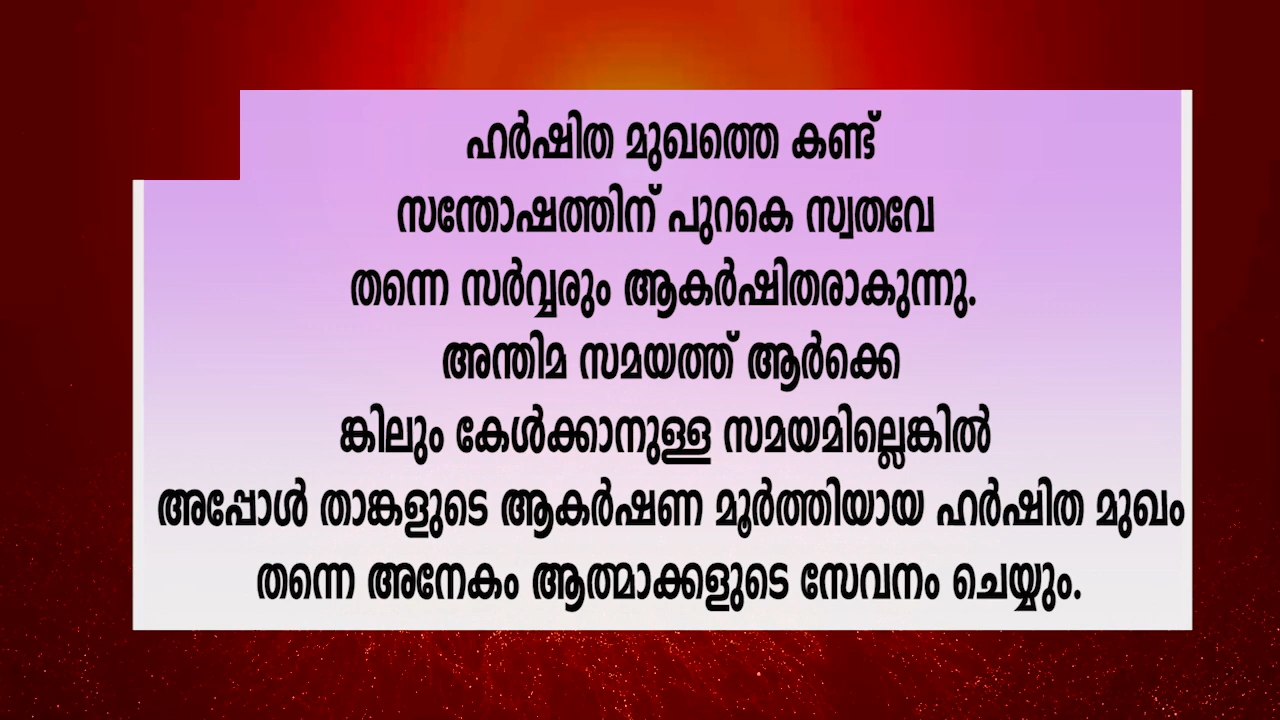 ഹർഷിത മുഖത്തെ കണ്ട്
സന്തോഷത്തിന് പുറകെ സ്വതവേ
തന്നെ സർവ്വരും ആകർഷിതരാകുന്നു.
അന്തിമ സമയത്ത് ആർക്കെ
ങ്കിലും കേൾക്കാനുള്ള സമയമില്ലെങ്കിൽ
അപ്പോൾ താങ്കളുടെ ആകർഷണ മൂർത്തിയായ ഹർഷിത മുഖം
തന്നെ അനേകം ആത്മാക്കളുടെ സേവനം ചെയ്യും.